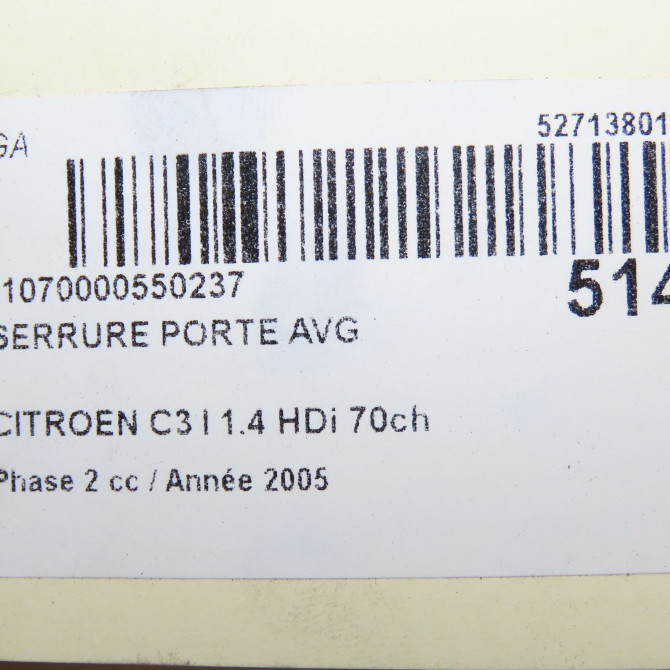 GA
52713801
1070000550237
514
SERRURE PORTE AVG
CITROEN C3 I 1.4 HDi 70ch
Phase 2 cc / Année 2005